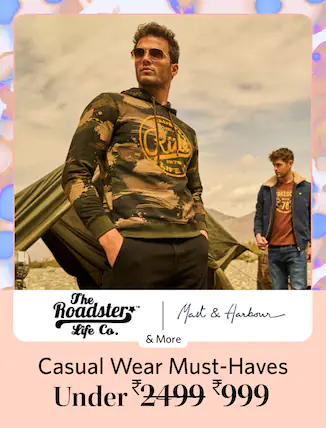 The
Roadster
Life Co.
Mast & Harbour
& More
Casual Wear Must-Haves
Under ₹2499 ₹999